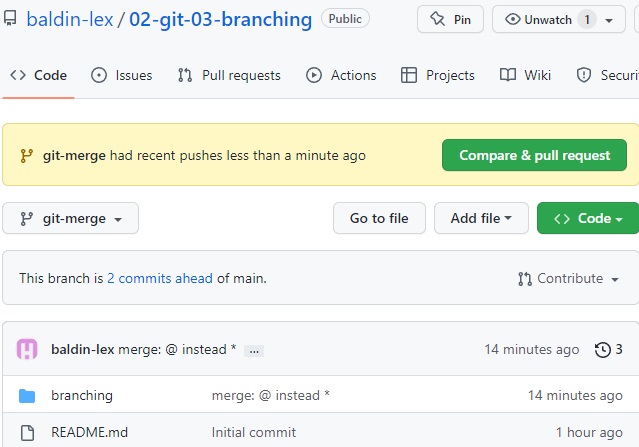 baldin-lex / 02-git-03-branching Public Pin Unwatch 1
Code Issues Pull requests Actions Projects Wiki Securi
git-merge had recent pushes less than a minute ago Compare & pull request
git-merge Go to file Add file Code
This branch is 2 commits ahead of main. Contribute
baldin-lex merge: @ instead * ... 14 minutes ago 3
branching merge: @ instead * 14 minutes ago
README.md Initial commit 1 hour ago